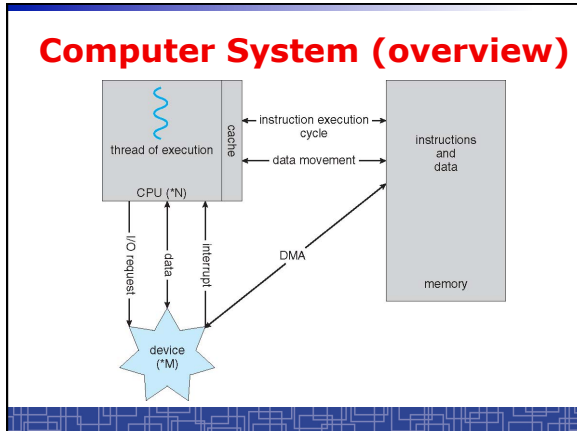 Computer System (overview)
thread of execution
cache
CPU (*N)
instruction execution
cycle
data movement
instructions
and
data
memory
I/O request
data
interrupt
DMA
device
(*M)